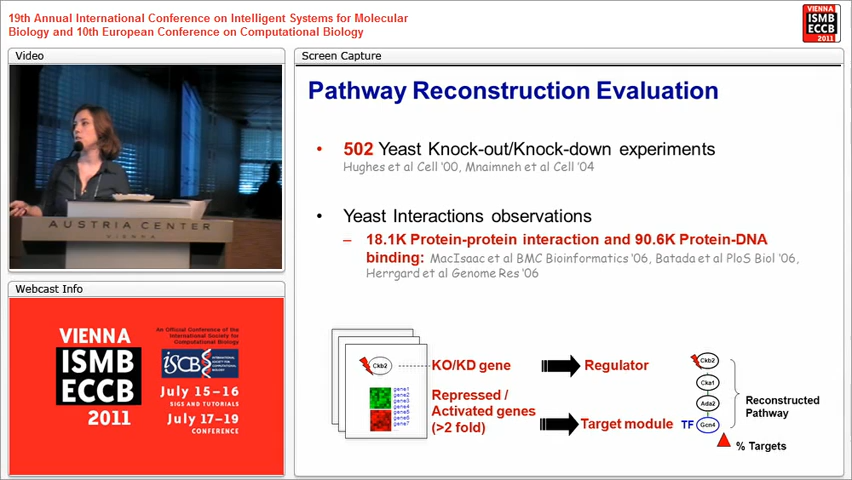 19th Annual International Conference on Intelligent Systems for Molecular
Biology and 10th European Conference on Computational Biology
VIENNA
ISMB
ECCB
2011
Video
AUSTRIA CENTER
VIENNA
Webcast Info
VIENNA
ISMB
ECCB
2011
An Official Conference of the
International Society for
Computational Biology
ISCB
INTERNATIONAL
SOCIETY FOR
COMPUTATIONAL
BIOLOGY
July 15–16
SIGS AND TUTORIALS
July 17–19
CONFERENCE
Screen Capture
Pathway Reconstruction Evaluation
• 502 Yeast Knock-out/Knock-down experiments
Hughes et al Cell '00, Mnaimneh et al Cell '04
• Yeast Interactions observations
– 18.1K Protein-protein interaction and 90.6K Protein-DNA
binding: MacIsaac et al BMC Bioinformatics '06, Batada et al PloS Biol '06,
Herrgard et al Genome Res '06
Ckb2
KO/KD gene
Regulator
gene1
gene2
gene3
gene4
gene5
gene6
gene7
Repressed /
Activated genes
(>2 fold)
Target module
Ckb2
Cka1
Ada2
TF Gcn4
Reconstructed
Pathway
% Targets